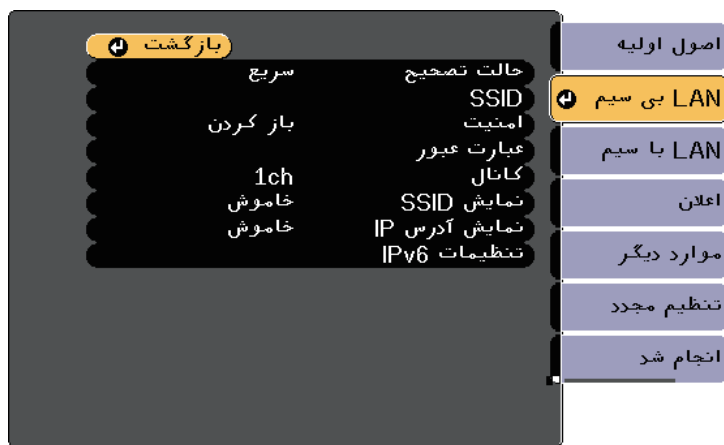 اصول اولیه
LAN بی سیم
LAN با سیم
اعلان
موارد دیگر
تنظیم مجدد
انجام شد
بازگشت
حالت تصحیح سریع
SSID
امنیت باز کردن
عبارت عبور
کانال 1ch
نمایش SSID خاموش
نمایش آدرس IP خاموش
تنظیمات IPv6